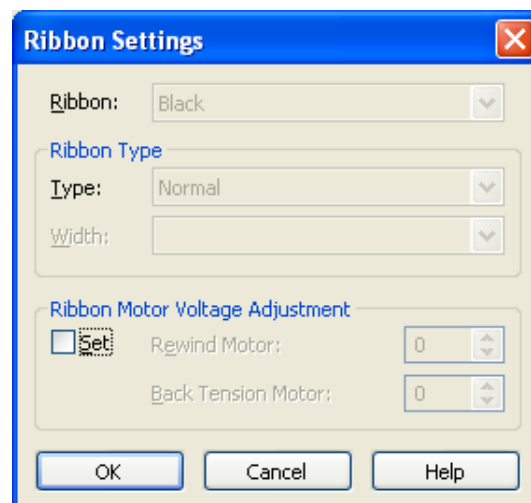 Ribbon Settings
Ribbon: Black
Ribbon Type
Type: Normal
Width:
Ribbon Motor Voltage Adjustment
Set Rewind Motor: 0
Back Tension Motor: 0
OK Cancel Help